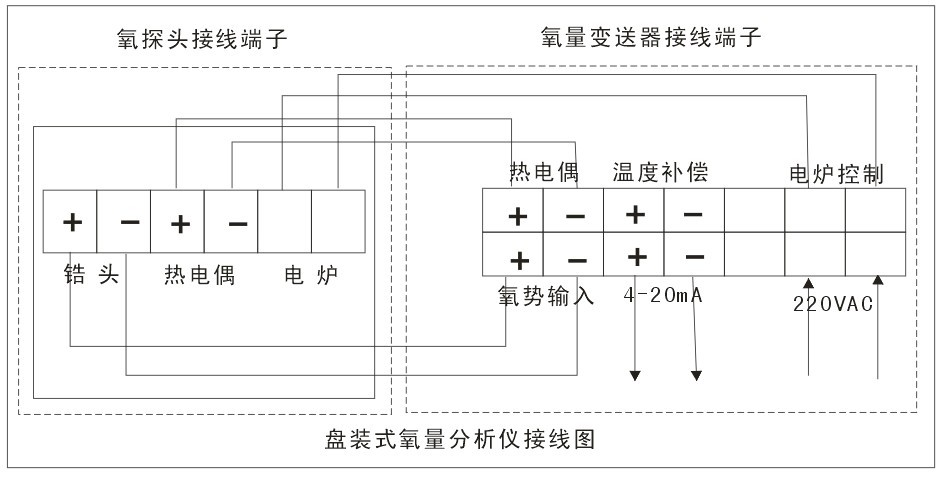 氧探头接线端子
氧量变送器接线端子
热电偶 温度补偿 电炉控制
+ − + − + −
+ − + −
锆头 热电偶 电炉
氧势输入 4-20mA 220VAC
+ −
盘装式氧量分析仪接线图